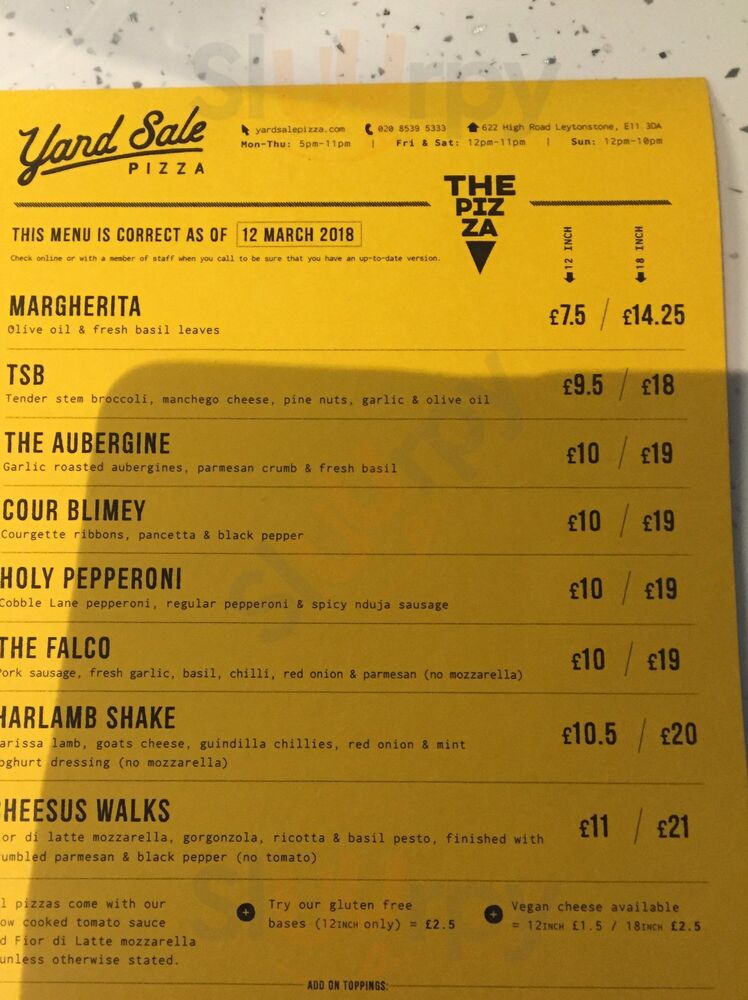 Sluurpy
Yard Sale
PIZZA
yardsalepizza.com 020 8539 5333 622 High Road Leytonstone, E11 3DA
Mon-Thu: 5pm-11pm | Fri & Sat: 12pm-11pm | Sun: 12pm-10pm
THE
PIZ
ZA
THIS MENU IS CORRECT AS OF 12 MARCH 2018
Check online or with a member of staff when you call to be sure that you have an up-to-date version.
12 INCH
18 INCH
MARGHERITA £7.5 / £14.25
Olive oil & fresh basil leaves
TSB £9.5 / £18
Tender stem broccoli, manchego cheese, pine nuts, garlic & olive oil
THE AUBERGINE £10 / £19
Garlic roasted aubergines, parmesan crumb & fresh basil
COUR BLIMEY £10 / £19
Courgette ribbons, pancetta & black pepper
HOLY PEPPERONI £10 / £19
Cobble Lane pepperoni, regular pepperoni & spicy nduja sausage
THE FALCO £10 / £19
Pork sausage, fresh garlic, basil, chilli, red onion & parmesan (no mozzarella)
HARLAMB SHAKE £10.5 / £20
arissa lamb, goats cheese, guindilla chillies, red onion & mint
oghurt dressing (no mozzarella)
CHEESUS WALKS £11 / £21
or di latte mozzarella, gorgonzola, ricotta & basil pesto, finished with
umbled parmesan & black pepper (no tomato)
l pizzas come with our
ow cooked tomato sauce
d Fior di Latte mozzarella
unless otherwise stated.
Try our gluten free
bases (12INCH only) = £2.5
Vegan cheese available
= 12INCH £1.5 / 18INCH £2.5
ADD ON TOPPINGS:
Sluurpy
Sluurpy